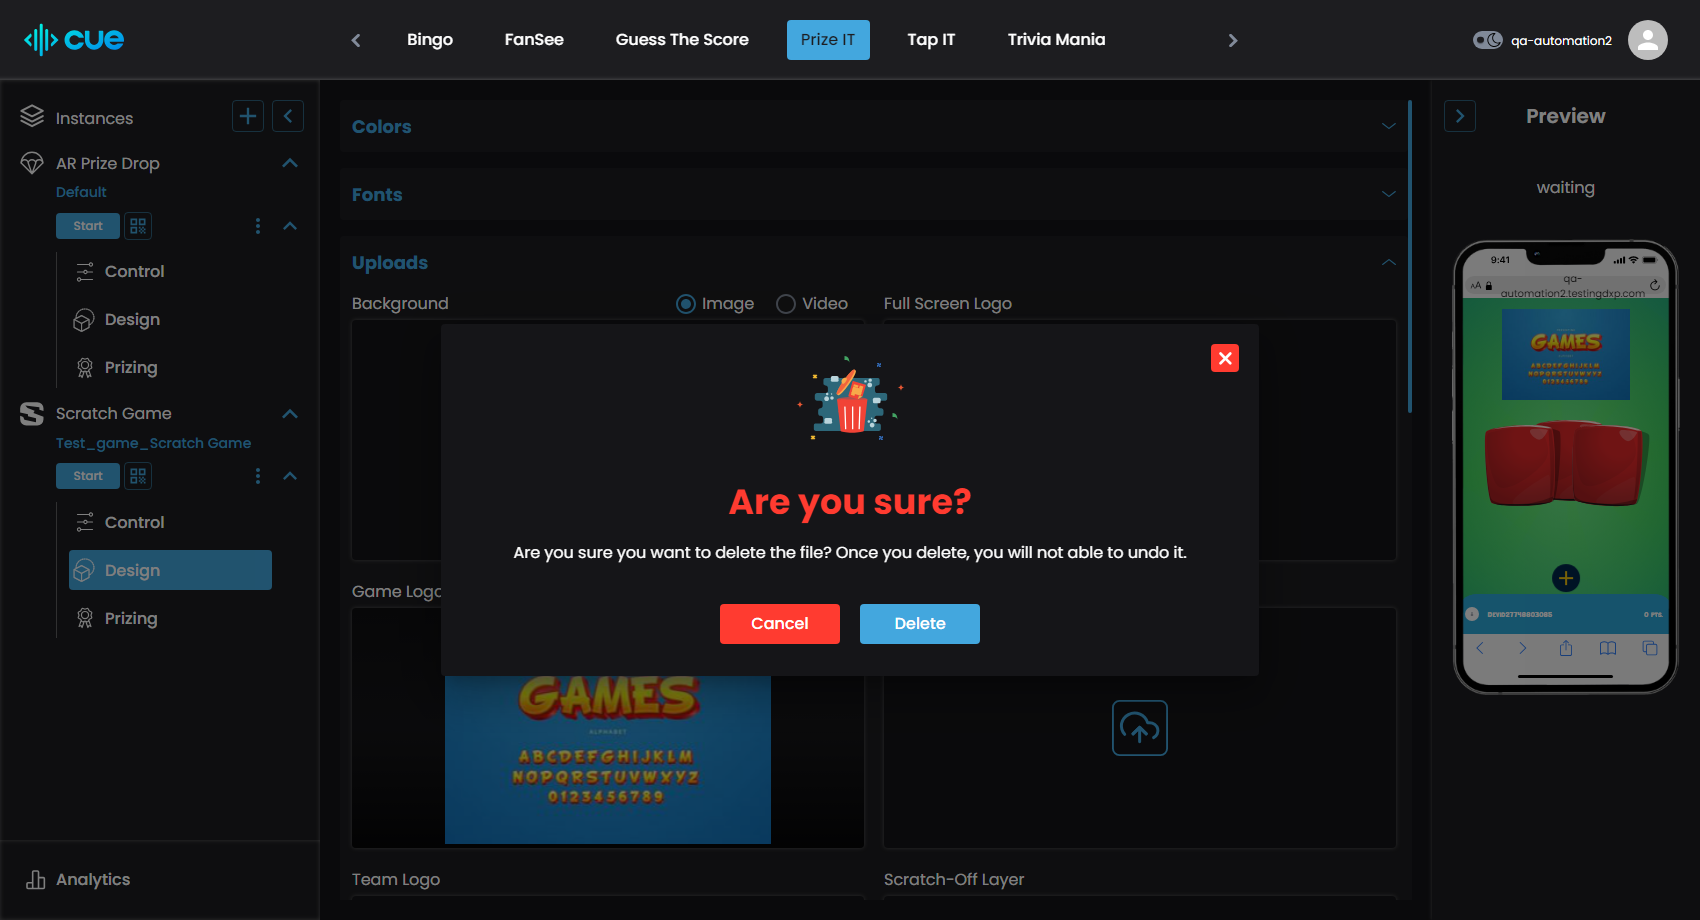 cue
Bingo
FanSee
Guess The Score
Prize IT
Tap IT
Trivia Mania
qa-automation2
Instances
AR Prize Drop
Default
Start
Control
Design
Prizing
Scratch Game
Test_game_Scratch Game
Start
Control
Design
Prizing
Analytics
Colors
Fonts
Uploads
Background
Image
Video
Full Screen Logo
Are you sure?
Are you sure you want to delete the file? Once you delete, you will not able to undo it.
Cancel
Delete
Game Logo
GAMES
ALPHABET
ABCDEFGHIJKLM
NOPQRSTUVWXYZ
0123456789
Team Logo
Scratch-Off Layer
Preview
waiting
9:41
AA
qa-
automation2.testingdxp.com
GAMES
ABCDEFGHIJKLM
NOPQRSTUVWXYZ
0123456789
0 PTS.